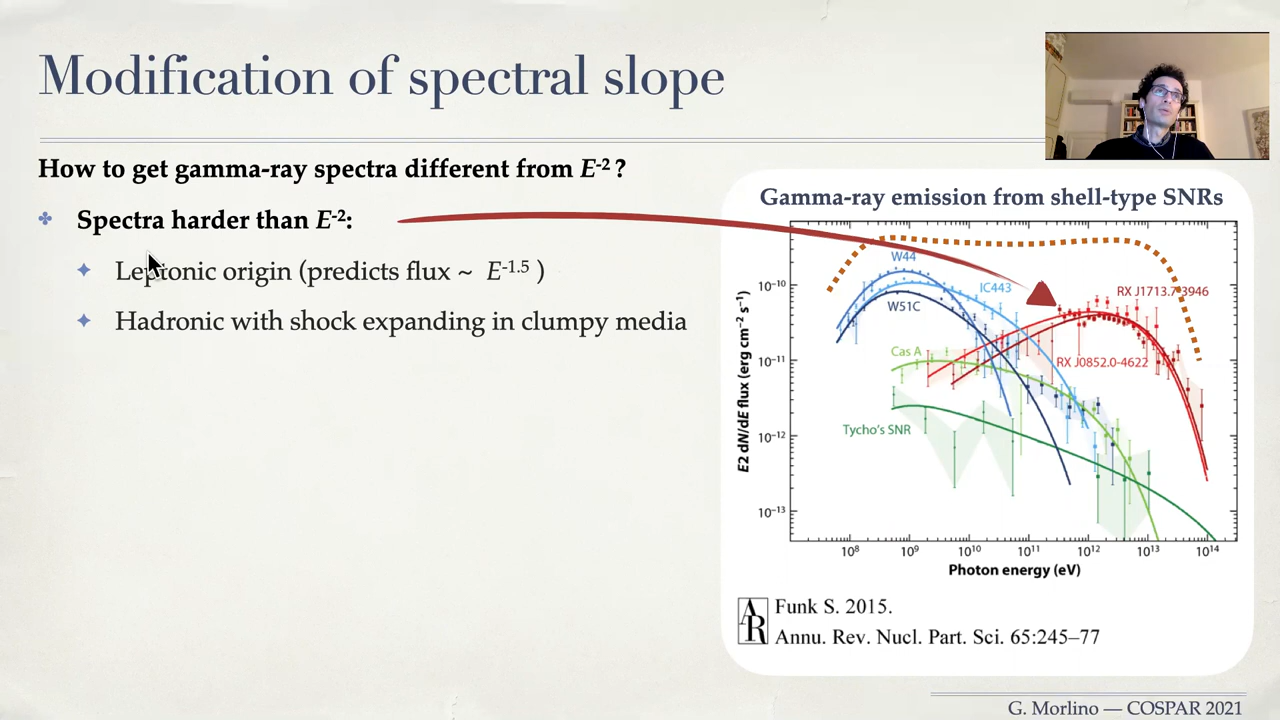 Modification of spectral slope
How to get gamma-ray spectra different from E-2 ?
Spectra harder than E-2:
Leptonic origin (predicts flux ~ E-1.5 )
Hadronic with shock expanding in clumpy media
Gamma-ray emission from shell-type SNRs
W44
IC443
W51C
RX J1713.7-3946
Cas A
RX J0852.0-4622
Tycho's SNR
E2 dN/dE flux (erg cm−2 s−1)
10−10
10−11
10−12
10−13
108 109 1010 1011 1012 1013 1014
Photon energy (eV)
AR
Funk S. 2015.
Annu. Rev. Nucl. Part. Sci. 65:245–77
G. Morlino — COSPAR 2021